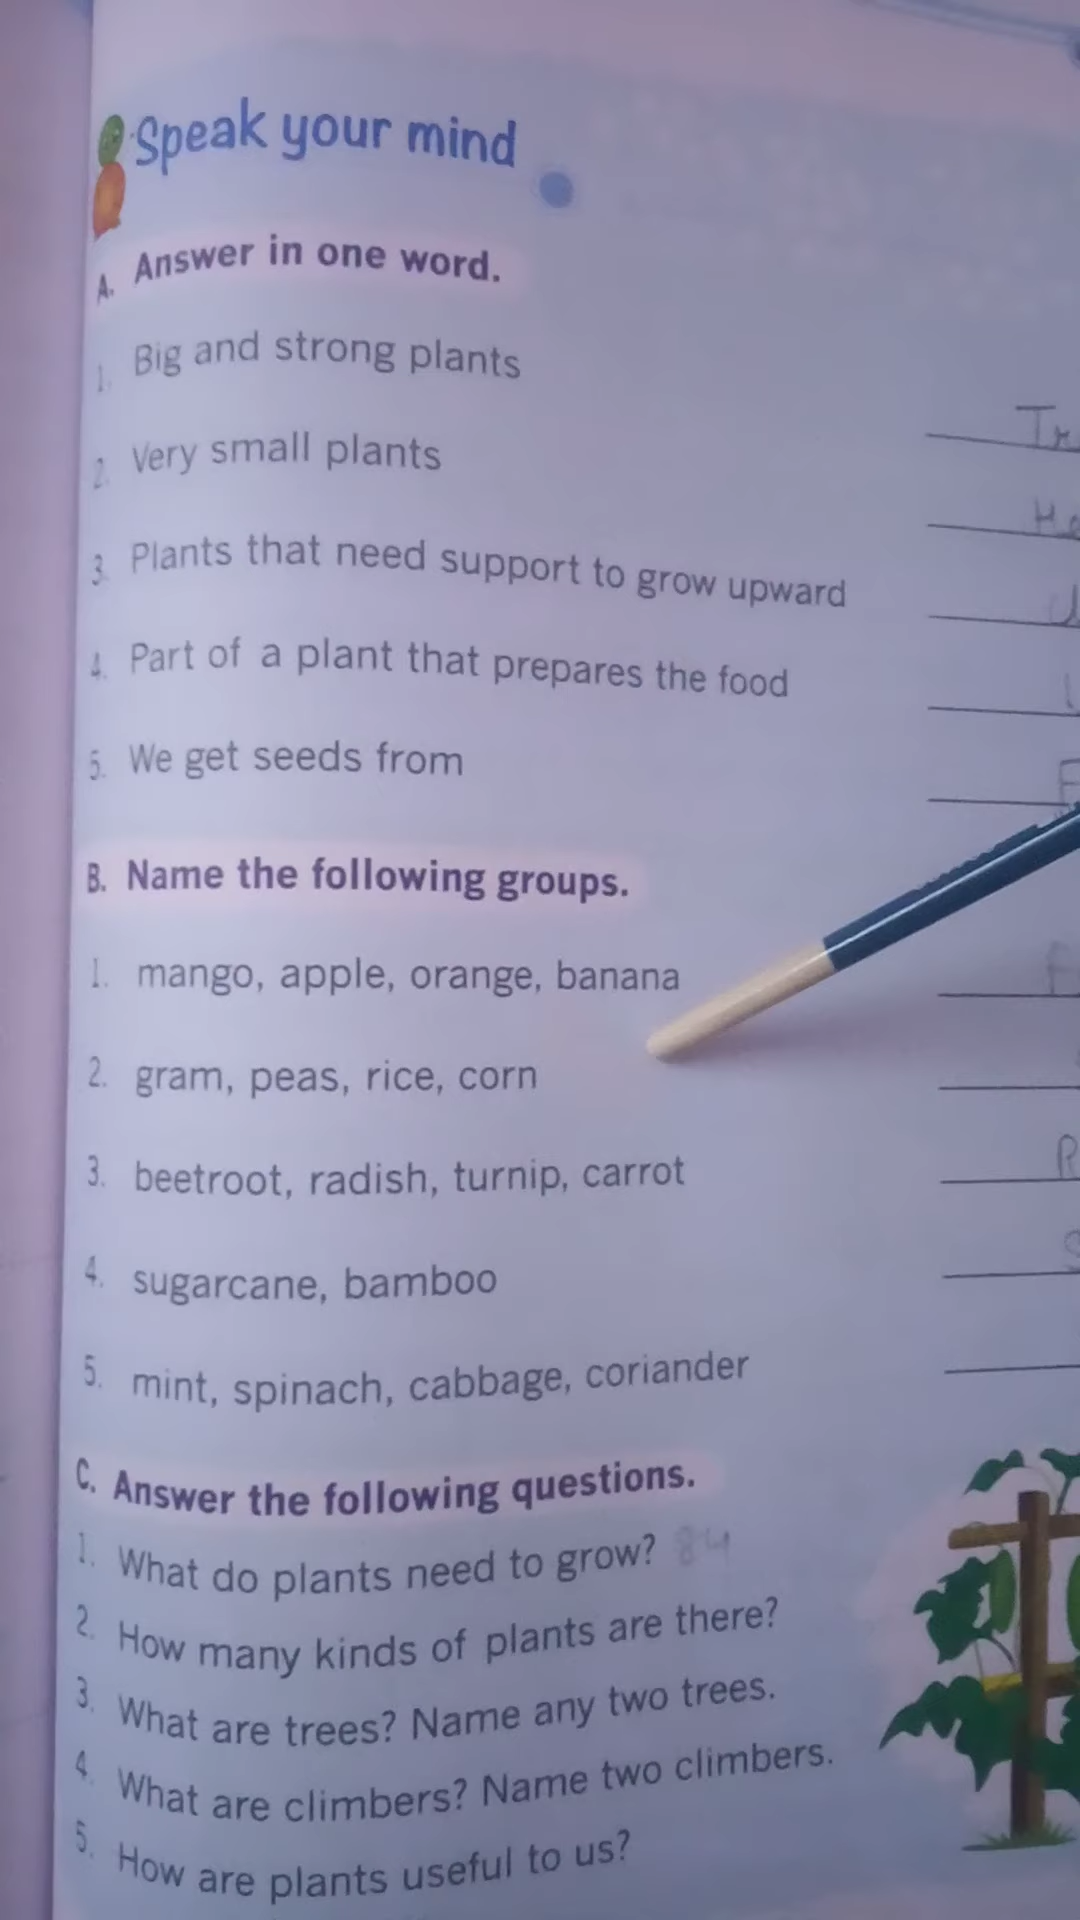 Speak your mind
A. Answer in one word.
1. Big and strong plants
2. Very small plants
3. Plants that need support to grow upward
4. Part of a plant that prepares the food
5. We get seeds from
B. Name the following groups.
1. mango, apple, orange, banana
2. gram, peas, rice, corn
3. beetroot, radish, turnip, carrot
4. sugarcane, bamboo
5. mint, spinach, cabbage, coriander
C. Answer the following questions.
1. What do plants need to grow? 84
2. How many kinds of plants are there?
3. What are trees? Name any two trees.
4. What are climbers? Name two climbers.
5. How are plants useful to us?